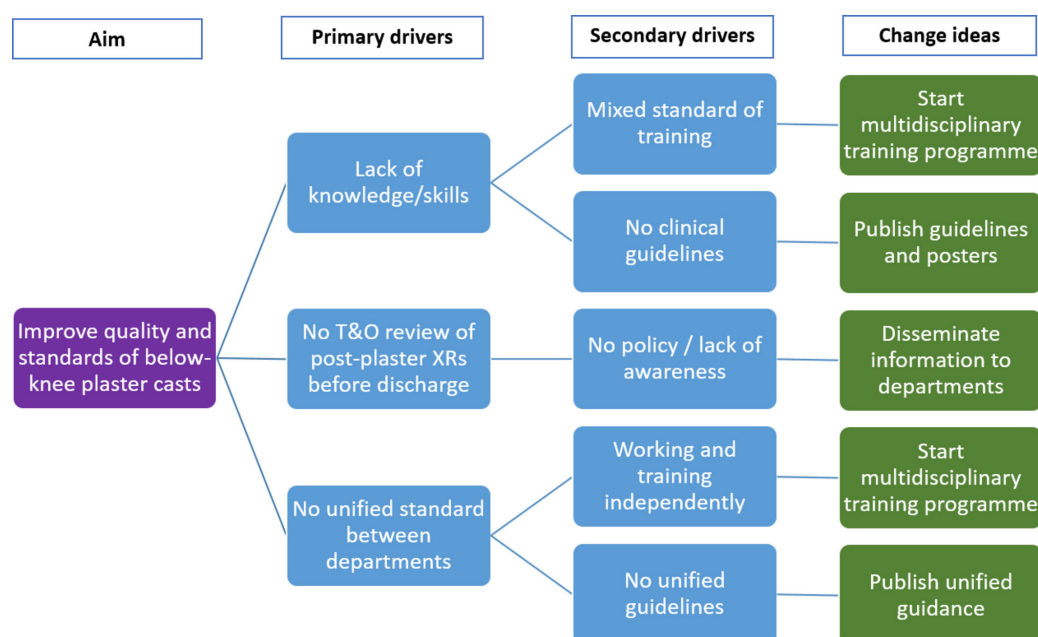 Aim
Primary drivers
Secondary drivers
Change ideas
Improve quality and
standards of below-
knee plaster casts
Lack of
knowledge/skills
No T&O review of
post-plaster XRs
before discharge
No unified standard
between
departments
Mixed standard of
training
No clinical
guidelines
No policy / lack of
awareness
Working and
training
independently
No unified
guidelines
Start
multidisciplinary
training programme
Publish guidelines
and posters
Disseminate
information to
departments
Start
multidisciplinary
training programme
Publish unified
guidance